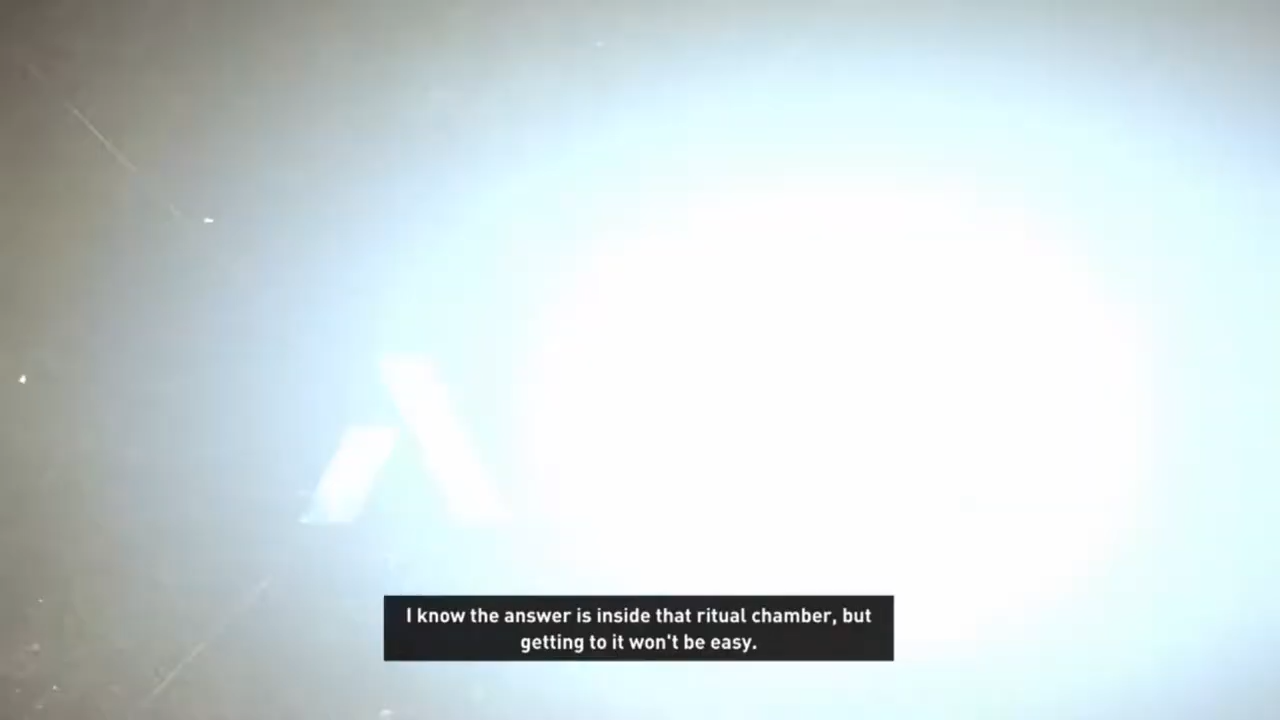 I know the answer is inside that ritual chamber, but
getting to it won't be easy.